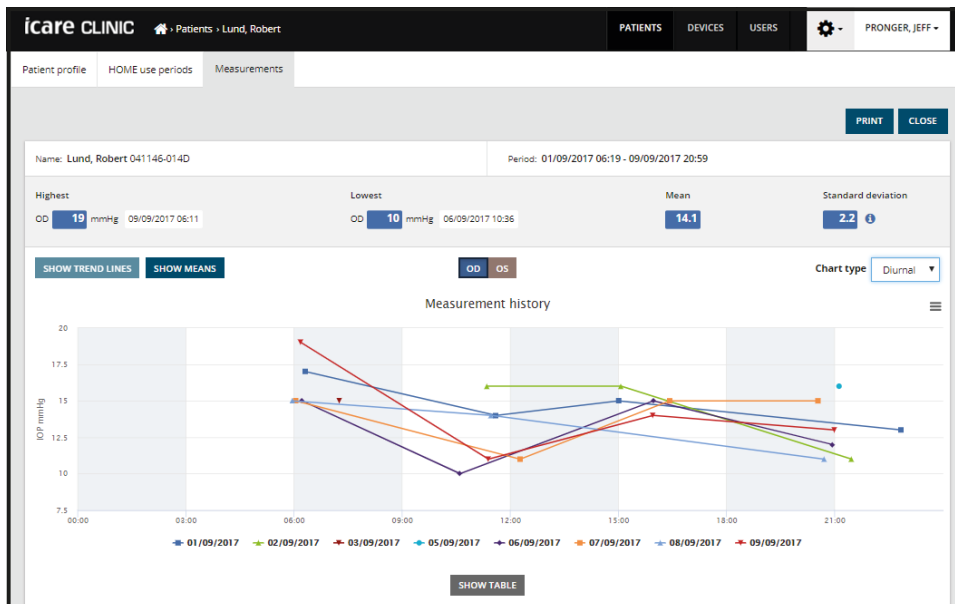 icare CLINIC › Patients › Lund, Robert PATIENTS DEVICES USERS PRONGER, JEFF
Patient profile HOME use periods Measurements
PRINT CLOSE
Name: Lund, Robert 041146-014D Period: 01/09/2017 06:19 - 09/09/2017 20:59
Highest Lowest Mean Standard deviation
OD 19 mmHg 09/09/2017 06:11 OD 10 mmHg 06/09/2017 10:36 14.1 2.2 i
SHOW TREND LINES SHOW MEANS OD OS Chart type Diurnal
Measurement history
20
17.5
15
12.5
10
7.5
IOP mmHg
00:00 03:00 06:00 09:00 12:00 15:00 18:00 21:00
01/09/2017 02/09/2017 03/09/2017 05/09/2017 06/09/2017 07/09/2017 08/09/2017 09/09/2017
SHOW TABLE